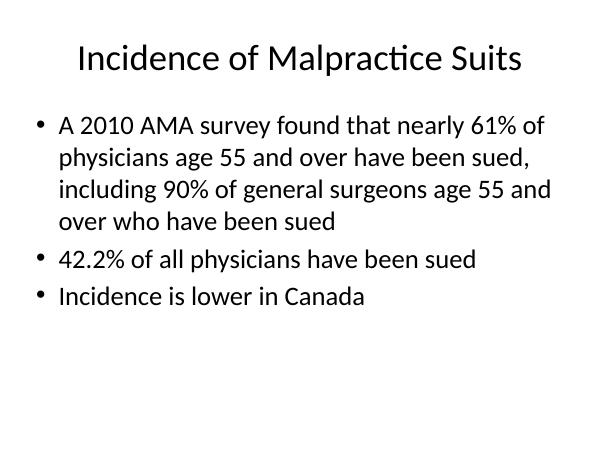 Incidence of Malpractice Suits
• A 2010 AMA survey found that nearly 61% of
physicians age 55 and over have been sued,
including 90% of general surgeons age 55 and
over who have been sued
• 42.2% of all physicians have been sued
• Incidence is lower in Canada